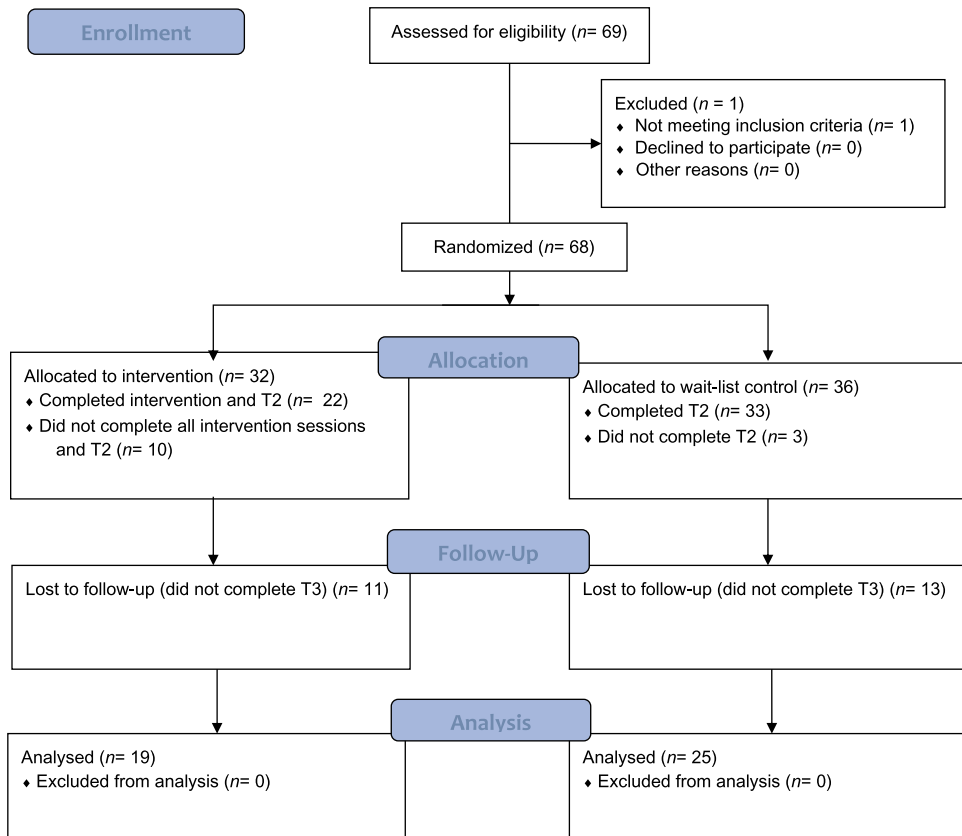 Enrollment
Assessed for eligibility (n= 69)
Excluded (n = 1)
♦ Not meeting inclusion criteria (n= 1)
♦ Declined to participate (n= 0)
♦ Other reasons (n= 0)
Randomized (n= 68)
Allocation
Allocated to intervention (n= 32)
♦ Completed intervention and T2 (n= 22)
♦ Did not complete all intervention sessions
and T2 (n= 10)
Allocated to wait-list control (n= 36)
♦ Completed T2 (n= 33)
♦ Did not complete T2 (n= 3)
Follow-Up
Lost to follow-up (did not complete T3) (n= 11)
Lost to follow-up (did not complete T3) (n= 13)
Analysis
Analysed (n= 19)
♦ Excluded from analysis (n= 0)
Analysed (n= 25)
♦ Excluded from analysis (n= 0)